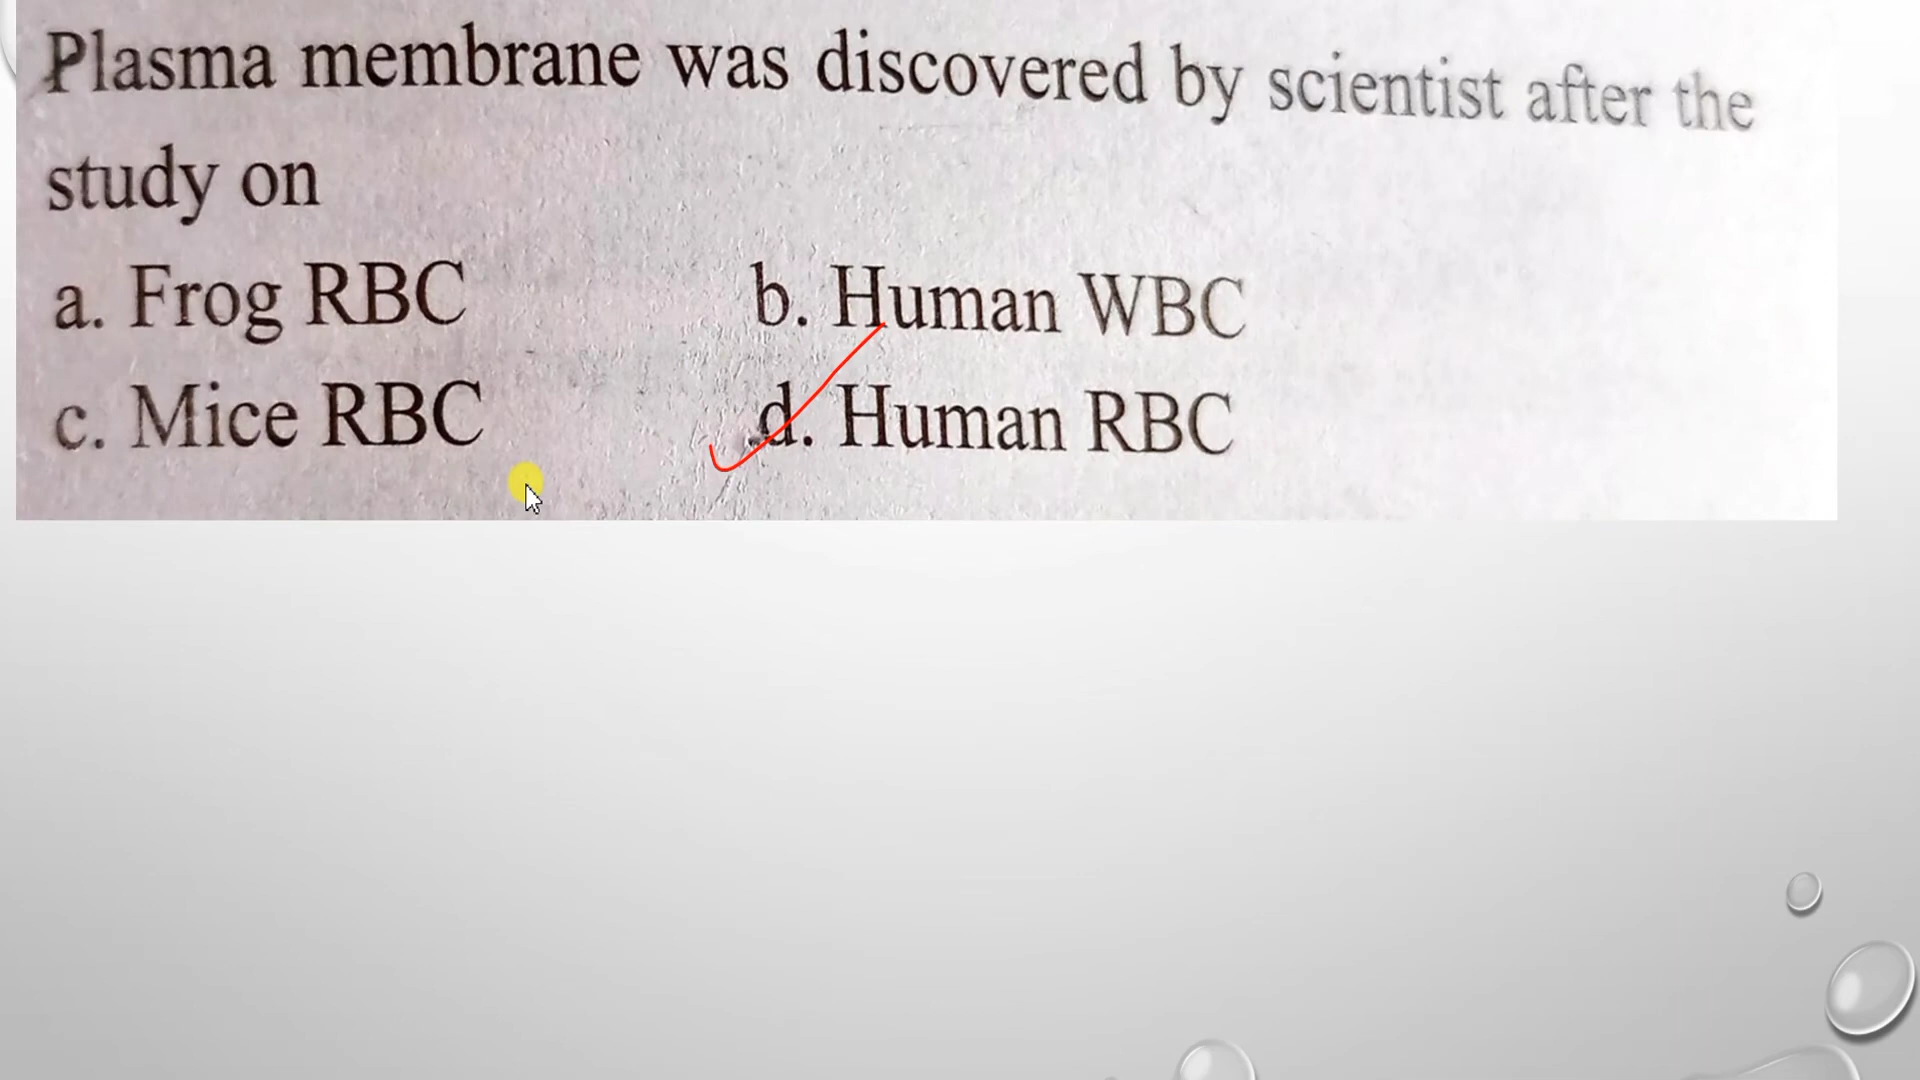 Plasma membrane was discovered by scientist after the
study on
a. Frog RBC b. Human WBC
c. Mice RBC d. Human RBC